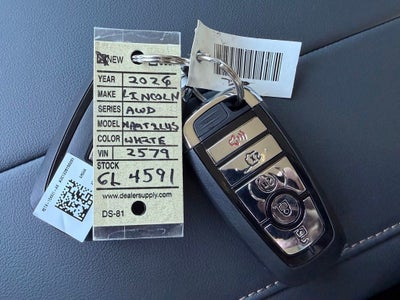 NEW
YEAR 2026
MAKE LINCOLN
SERIES AWD
MODEL NAUTILUS
COLOR WHITE
VIN 2579
STOCK
6L 4591
www.dealersupply.com
DS-81